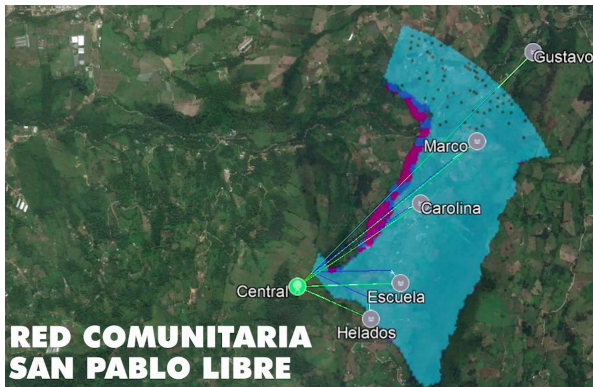 Gustavo
Marco
Carolina
Central
Escuela
Helados
RED COMUNITARIA
SAN PABLO LIBRE